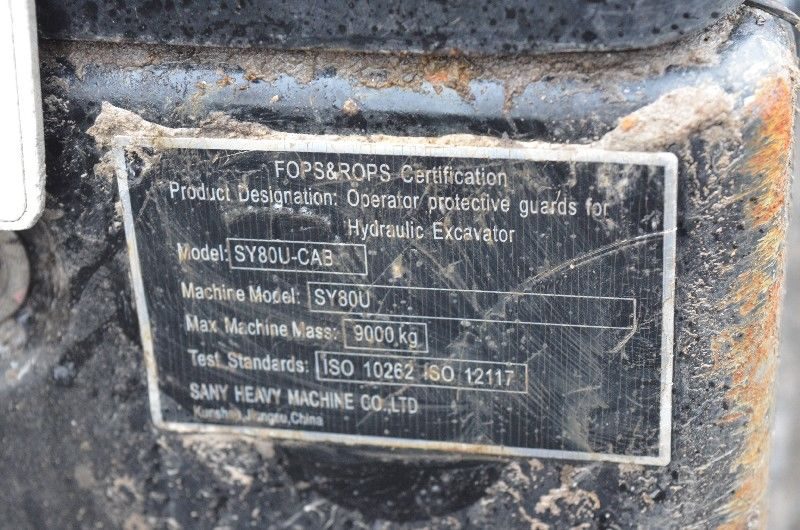 FOPS&ROPS Certification
Product Designation: Operator protective guards for
Hydraulic Excavator
Model: SY80U-CAB
Machine Model: SY80U
Max Machine Mass: 9000 kg
Test Standards: ISO 10262 ISO 12117
SANY HEAVY MACHINE CO.,LTD
Kunshan, Jiangsu, China